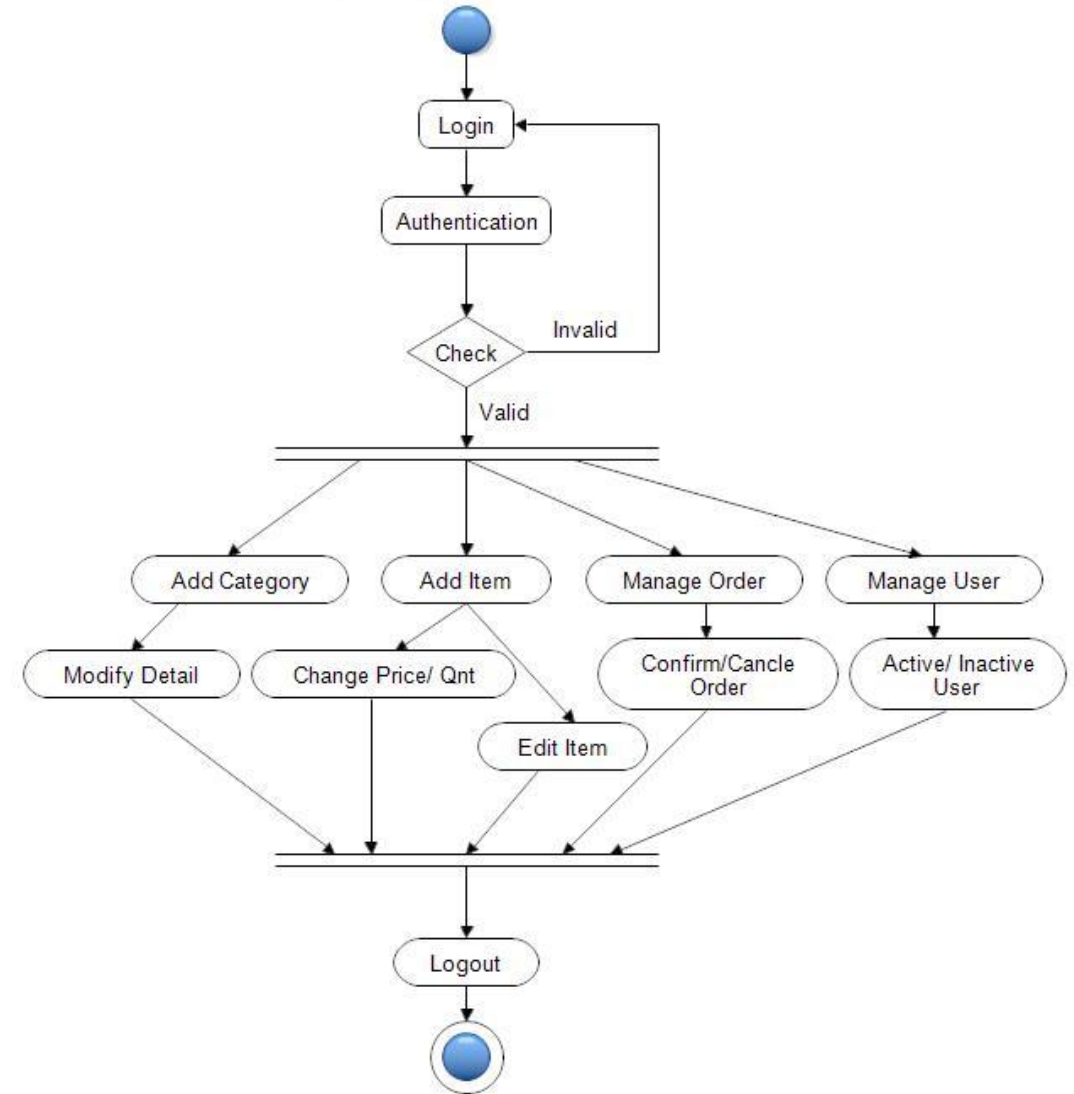 Login
Authentication
Invalid
Check
Valid
Add Category
Add Item
Manage Order
Manage User
Modify Detail
Change Price/ Qnt
Confirm/Cancle
Order
Active/ Inactive
User
Edit Item
Logout